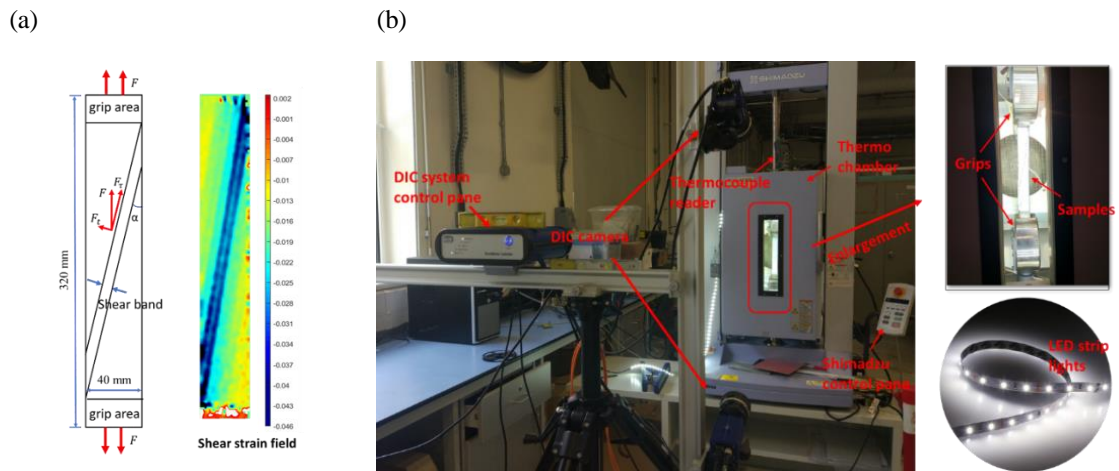 (a)
(b)
F
grip area
320 mm
F
Fτ
Fξ
α
Shear band
40 mm
grip area
F
0.002
-0.001
-0.004
-0.007
-0.010
-0.013
-0.016
-0.019
-0.022
-0.025
-0.028
-0.031
-0.034
-0.037
-0.040
-0.043
-0.046
Shear strain field
SHIMADZU
DIC system
control pane
Thermo
chamber
Thermocouple
reader
DIC camera
Enlargement
Shimadzu
control pane
Grips
Samples
LED strip
lights